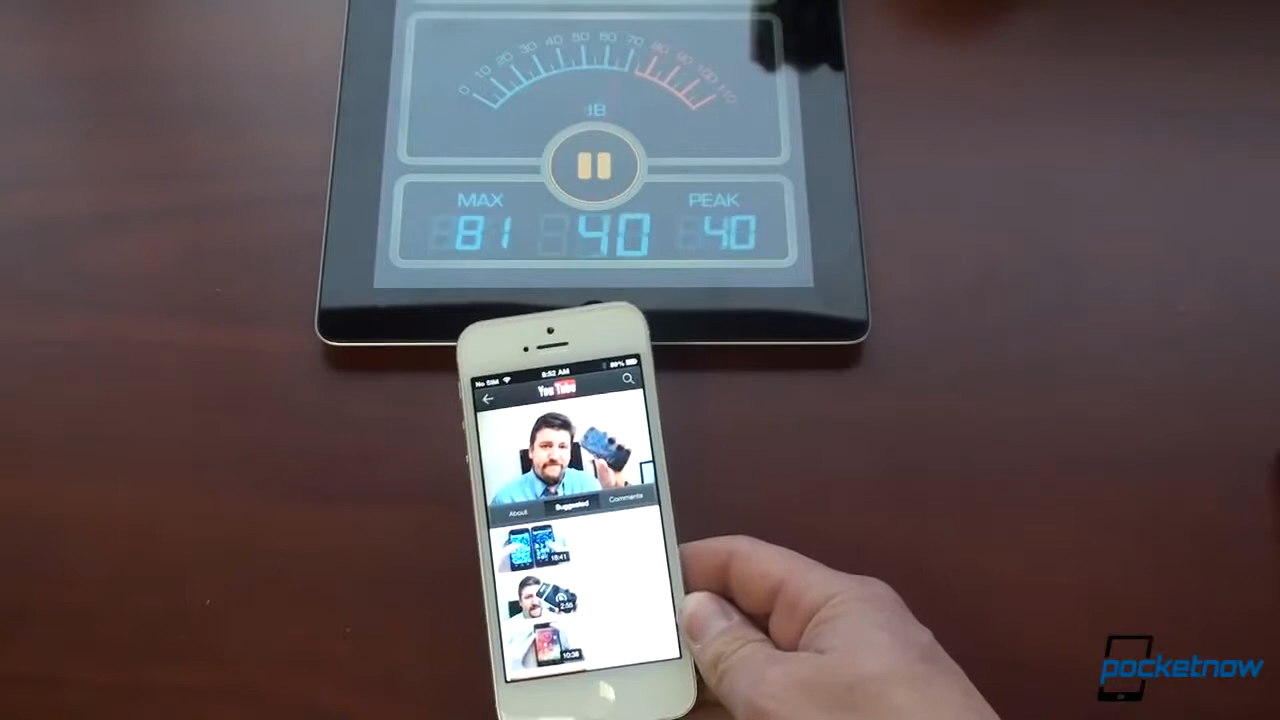 0 10 20 30 40 50 60 70 80 90 100 110
dB
MAX
PEAK
81
40
40
No SIM
8:52 AM
YouTube
About
Suggested
Comments
18:41
2:55
10:38
pocketnow